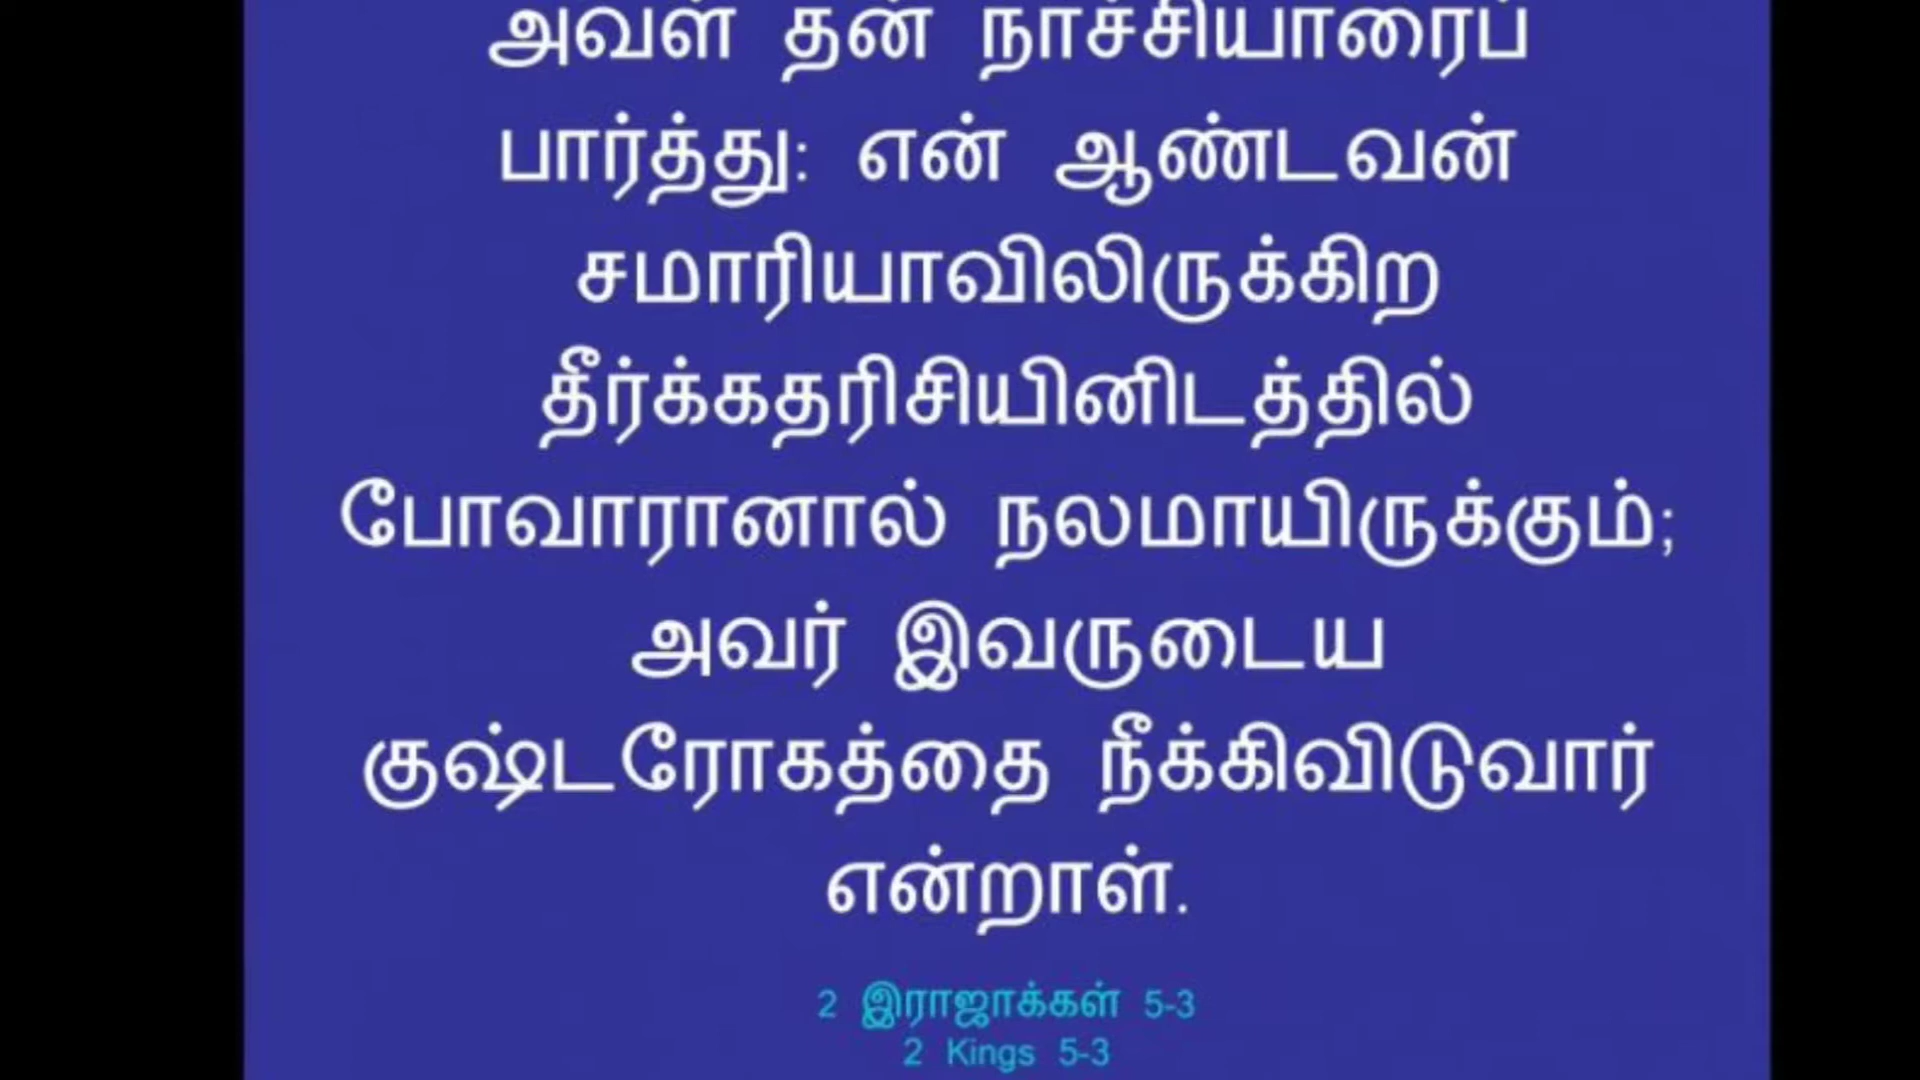 அவள் தன் நாச்சியாரைப்
பார்த்து: என் ஆண்டவன்
சமாரியாவிலிருக்கிற
தீர்க்கதரிசியினிடத்தில்
போவாரானால் நலமாயிருக்கும்;
அவர் இவருடைய
குஷ்டரோகத்தை நீக்கிவிடுவார்
என்றாள்.
2 இராஜாக்கள் 5-3
2 Kings 5-3